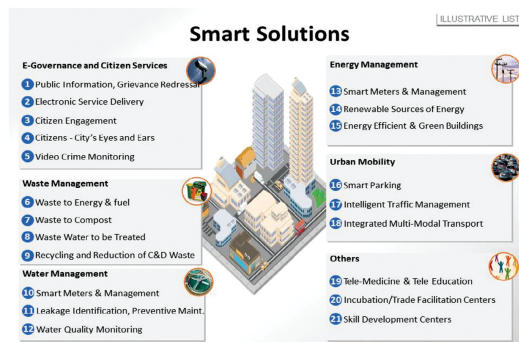 ILLUSTRATIVE LIST
Smart Solutions
E-Governance and Citizen Services
1 Public Information, Grievance Redressal
2 Electronic Service Delivery
3 Citizen Engagement
4 Citizens - City's Eyes and Ears
5 Video Crime Monitoring
Waste Management
6 Waste to Energy & fuel
7 Waste to Compost
8 Waste Water to be Treated
9 Recycling and Reduction of C&D Waste
Water Management
10 Smart Meters & Management
11 Leakage Identification, Preventive Maint.
12 Water Quality Monitoring
Energy Management
13 Smart Meters & Management
14 Renewable Sources of Energy
15 Energy Efficient & Green Buildings
Urban Mobility
16 Smart Parking
17 Intelligent Traffic Management
18 Integrated Multi-Modal Transport
Others
19 Tele-Medicine & Tele Education
20 Incubation/Trade Facilitation Centers
21 Skill Development Centers